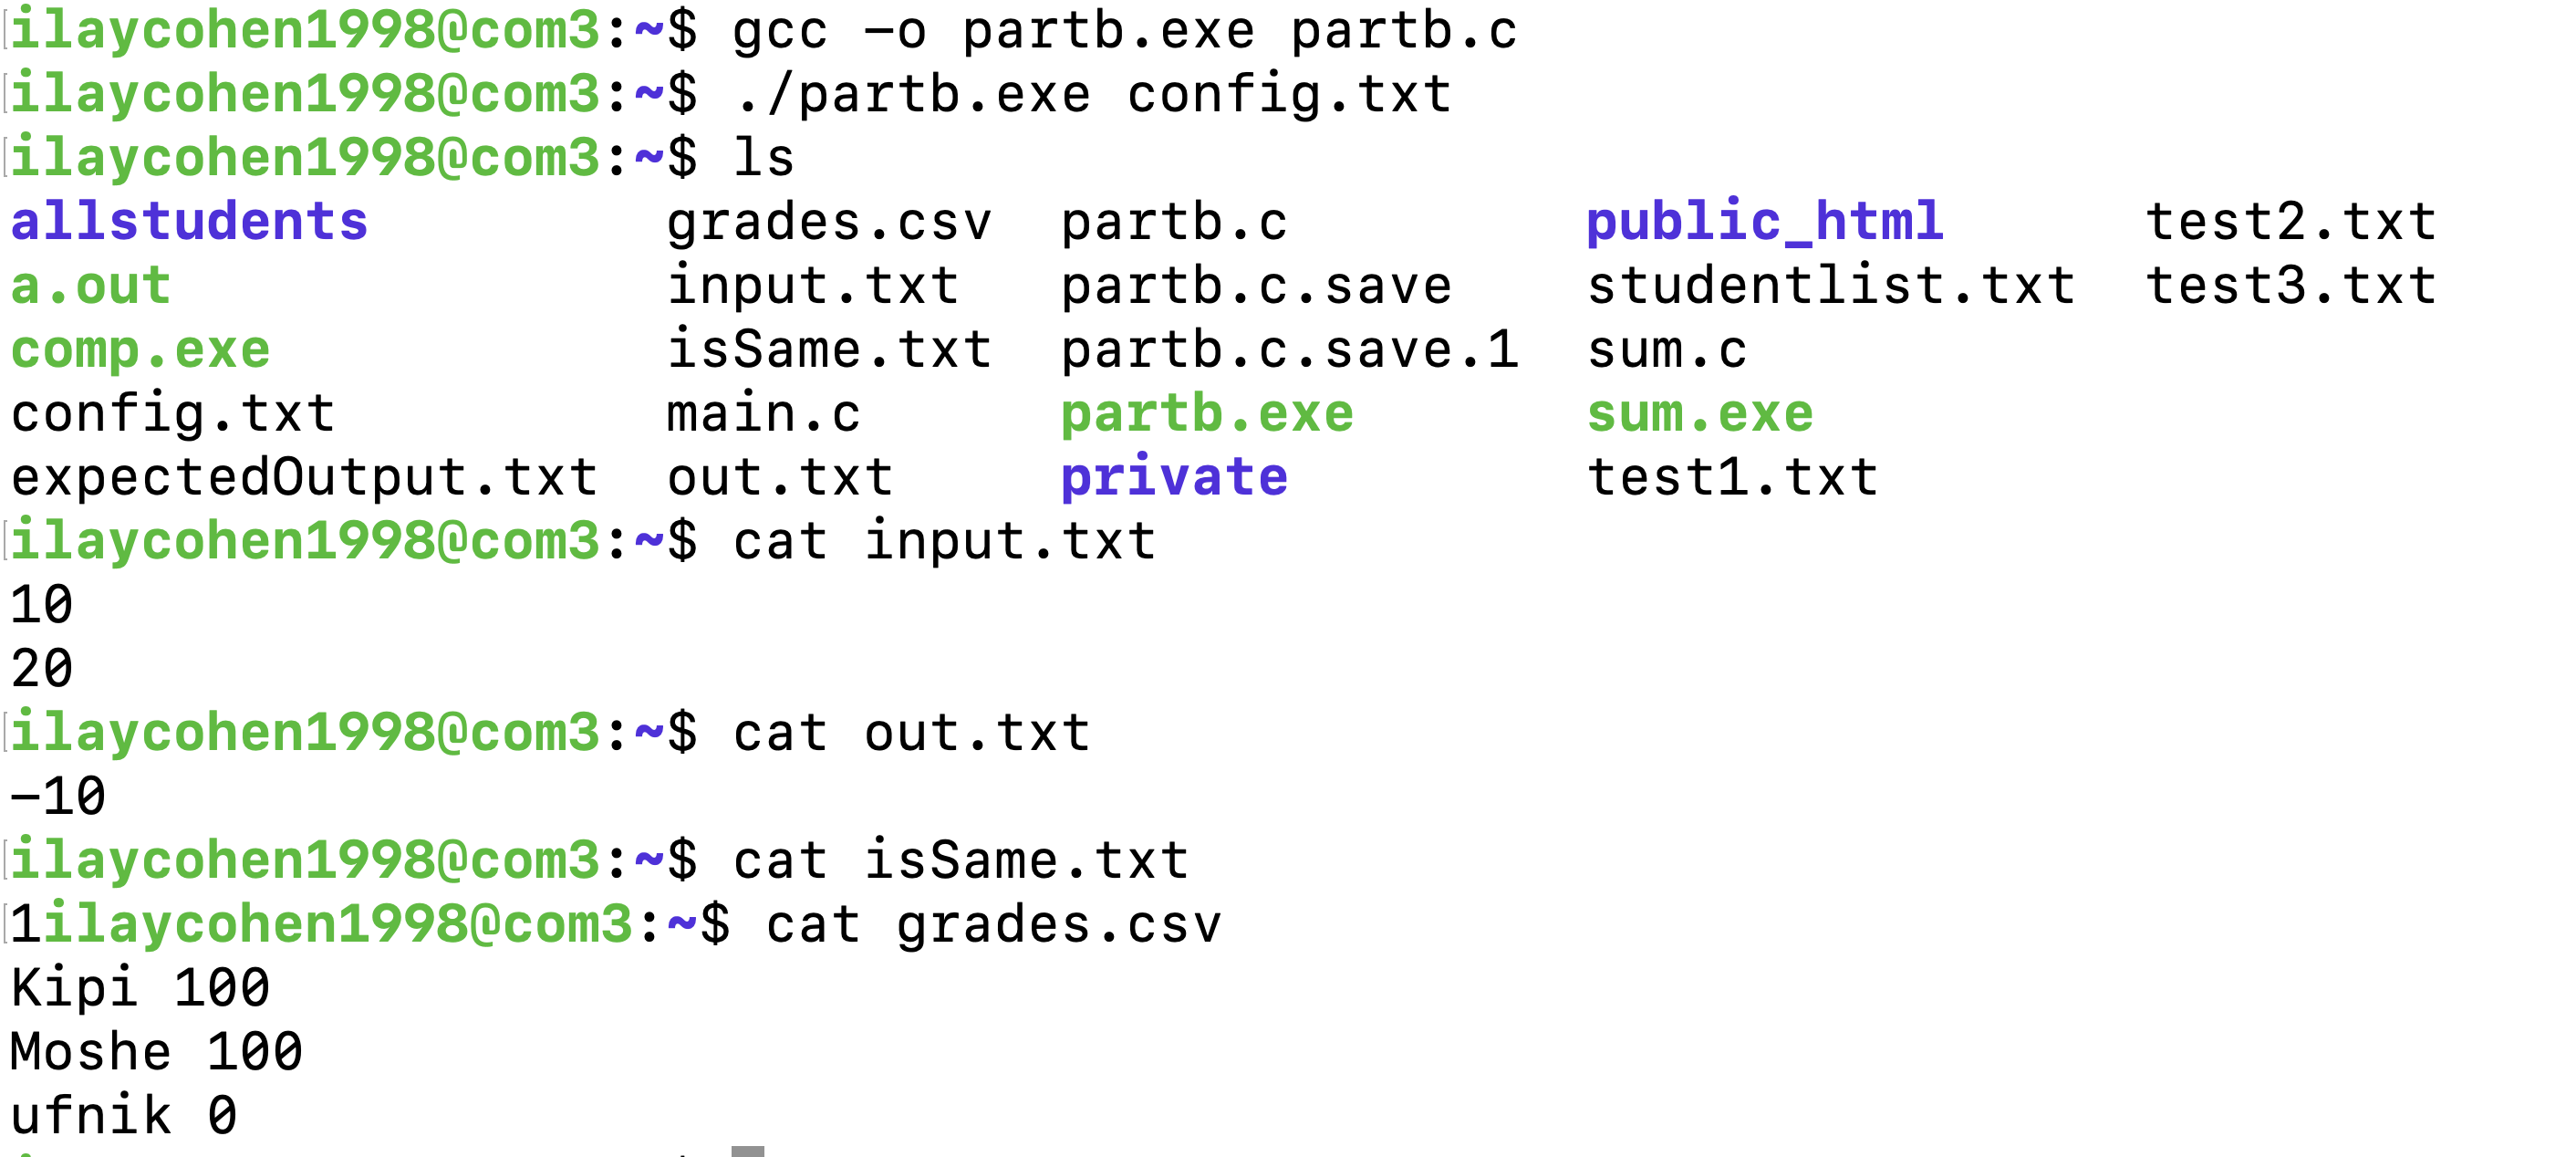 ilaycohen1998@com3:~$ gcc -o partb.exe partb.c
ilaycohen1998@com3:~$ ./partb.exe config.txt
ilaycohen1998@com3:~$ ls
allstudents grades.csv partb.c public_html test2.txt
a.out input.txt partb.c.save studentlist.txt test3.txt
comp.exe isSame.txt partb.c.save.1 sum.c
config.txt main.c partb.exe sum.exe
expectedOutput.txt out.txt private test1.txt
ilaycohen1998@com3:~$ cat input.txt
10
20
ilaycohen1998@com3:~$ cat out.txt
-10
ilaycohen1998@com3:~$ cat isSame.txt
1ilaycohen1998@com3:~$ cat grades.csv
Kipi 100
Moshe 100
ufnik 0